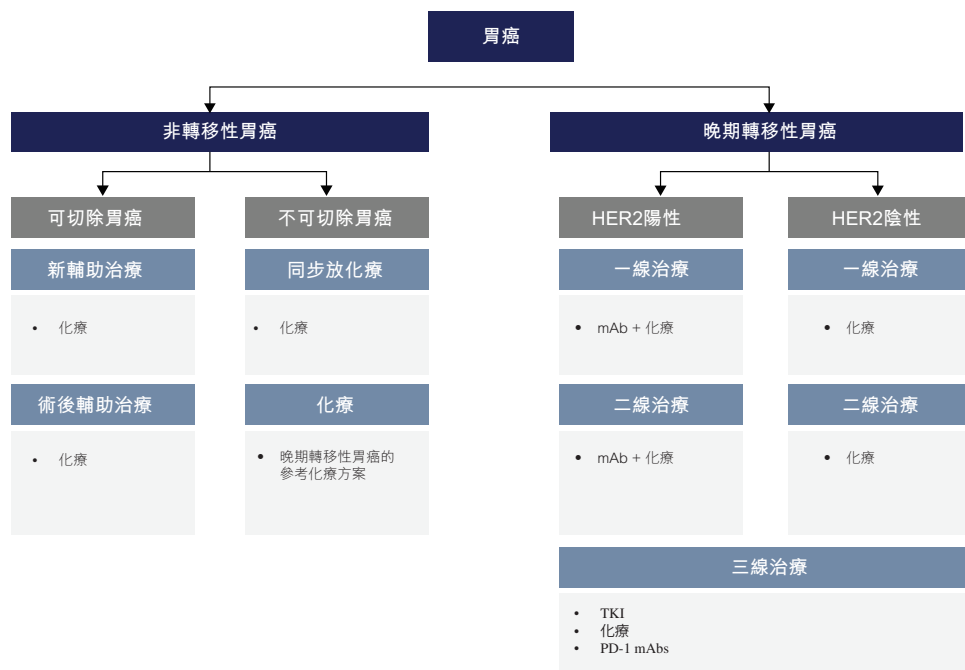 胃癌
非轉移性胃癌
晚期轉移性胃癌
可切除胃癌
不可切除胃癌
HER2陽性
HER2陰性
新輔助治療
同步放化療
一線治療
一線治療
• 化療
• 化療
• mAb + 化療
• 化療
術後輔助治療
化療
二線治療
二線治療
• 化療
• 晚期轉移性胃癌的
參考化療方案
• mAb + 化療
• 化療
三線治療
• TKI
• 化療
• PD-1 mAbs